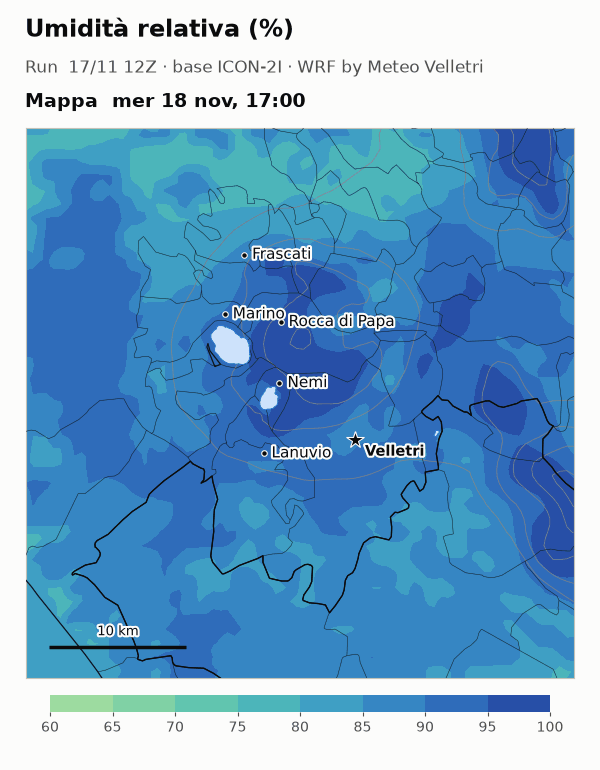 Umidità relativa (%)
Run  17/11 12Z · base ICON-2I · WRF by Meteo Velletri
Mappa  mer 18 nov, 17:00
Frascati
Marino
Rocca di Papa
Nemi
Velletri
Lanuvio
10 km
60 65 70 75 80 85 90 95 100